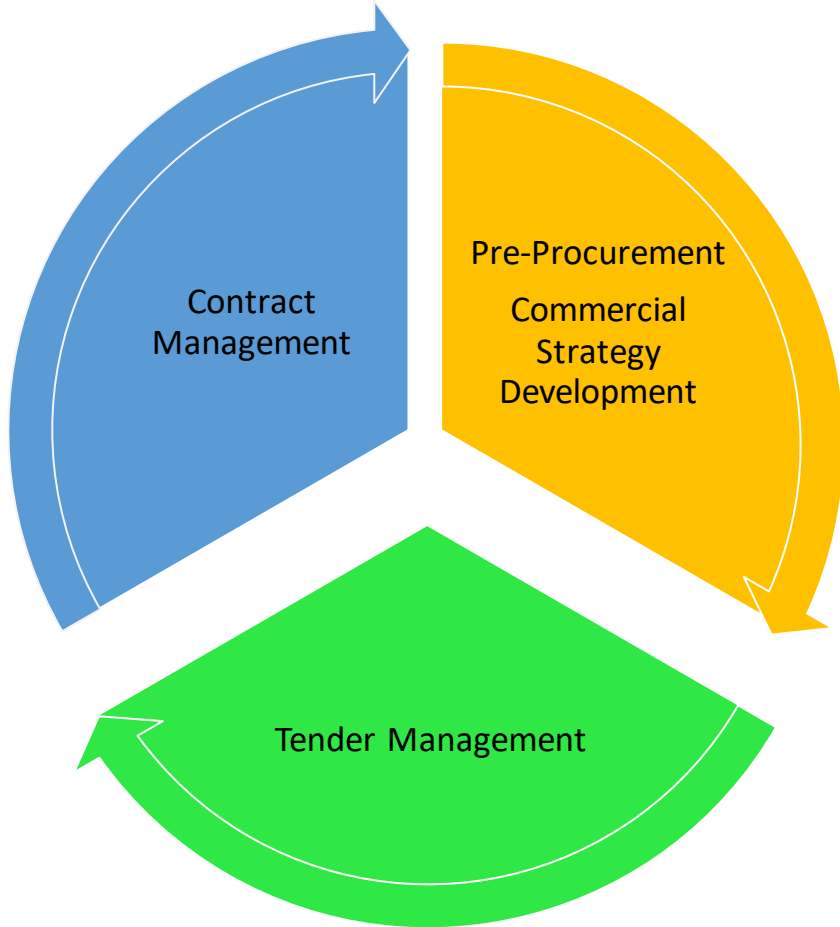 Pre-Procurement
Commercial
Strategy
Development
Tender Management
Contract
Management